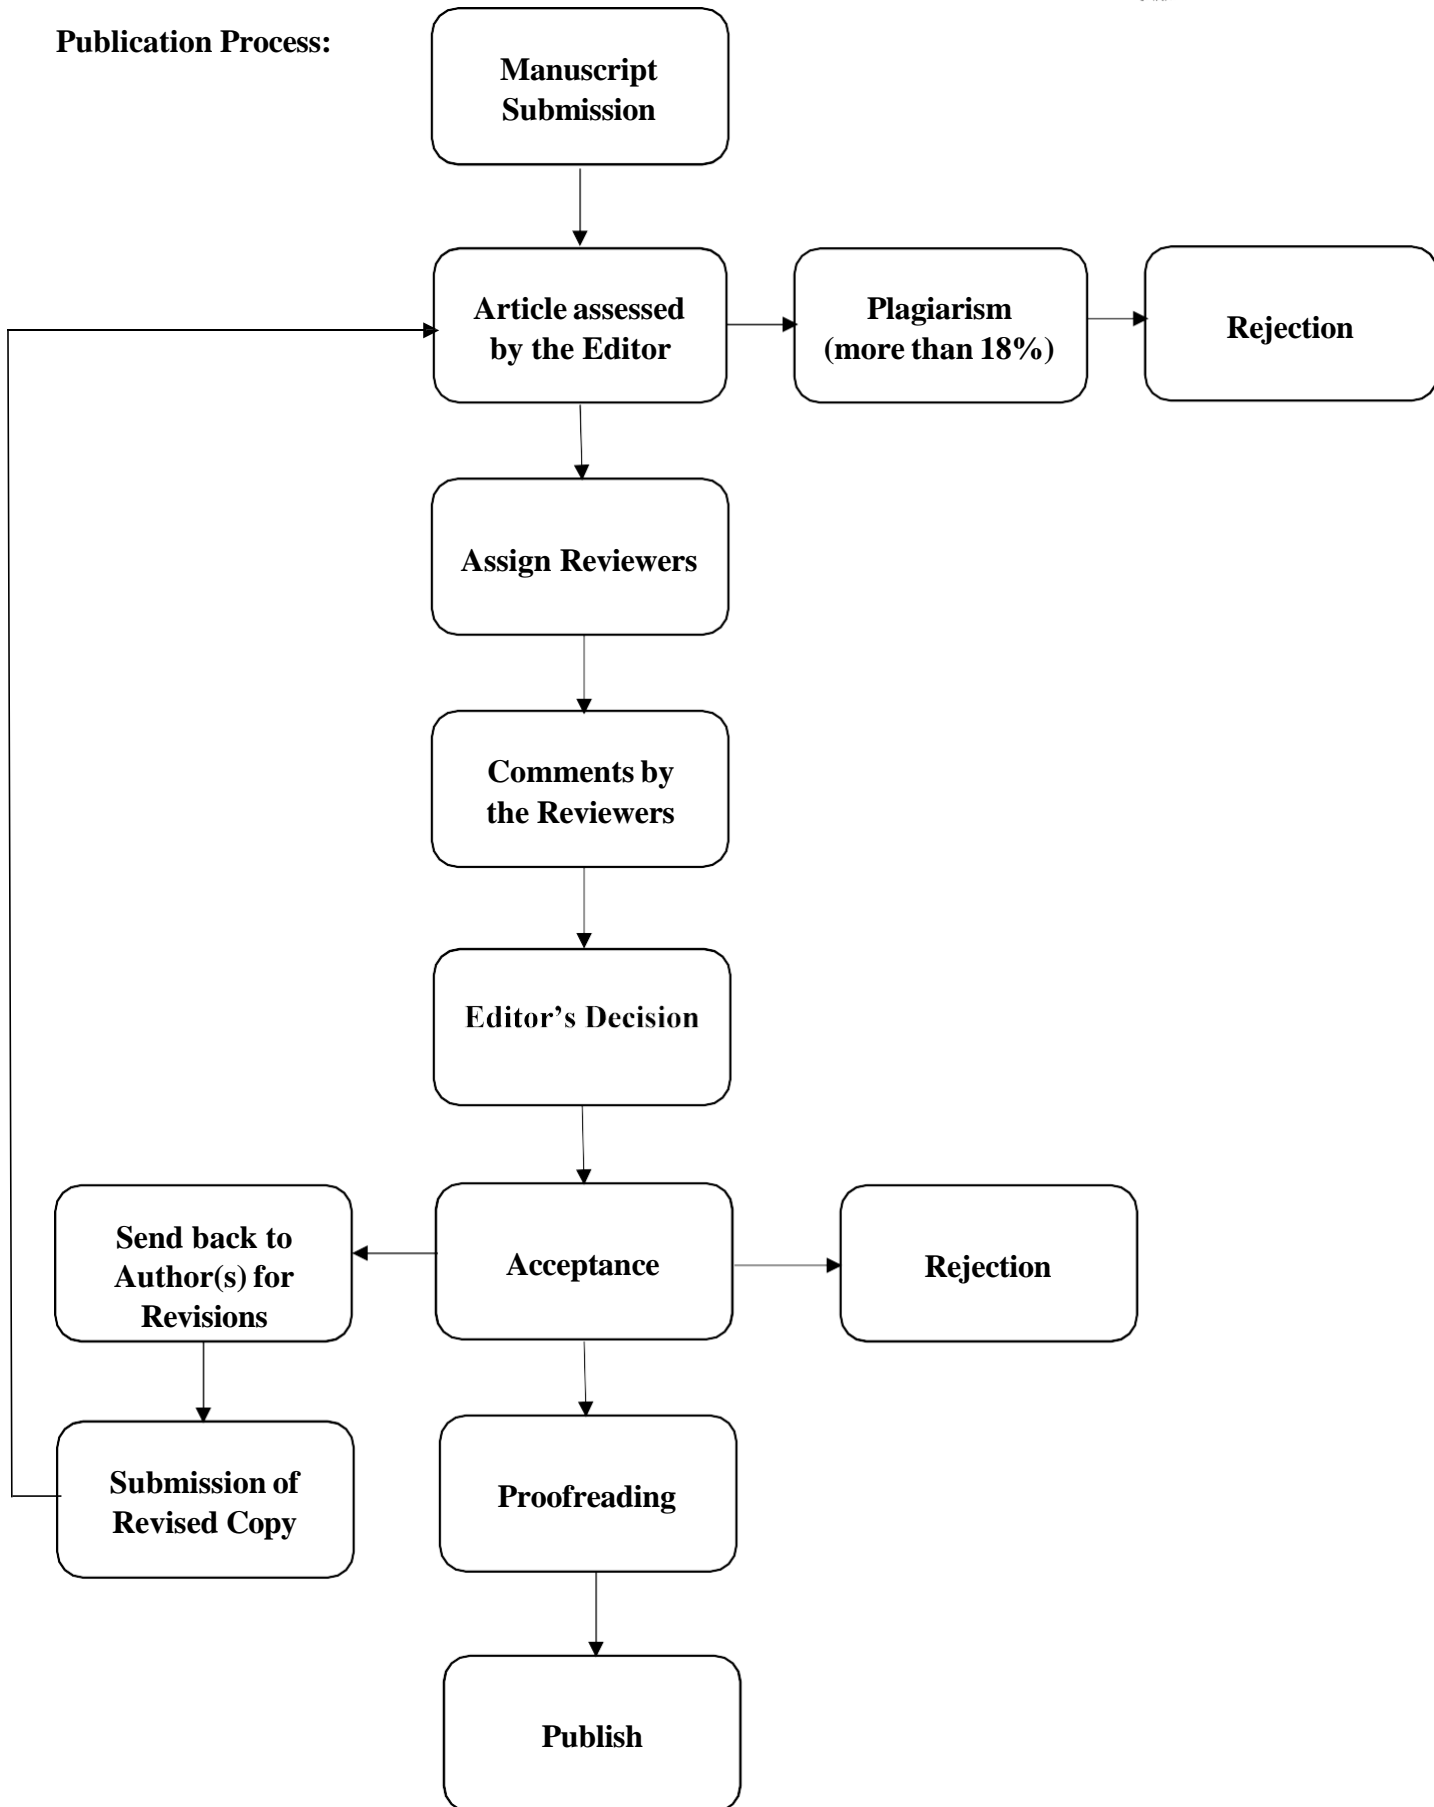 Publication Process:
Manuscript
Submission
Article assessed
by the Editor
Plagiarism
(more than 18%)
Rejection
Assign Reviewers
Comments by
the Reviewers
Editor’s Decision
Send back to
Author(s) for
Revisions
Acceptance
Rejection
Submission of
Revised Copy
Proofreading
Publish